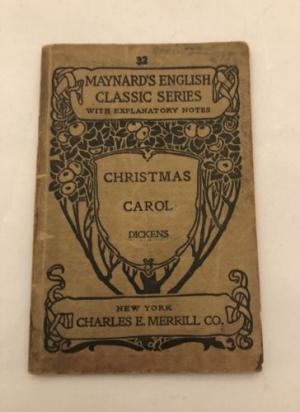 32
MAYNARD'S ENGLISH
CLASSIC SERIES
WITH EXPLANATORY NOTES
CHRISTMAS
CAROL
DICKENS
NEW YORK
CHARLES E. MERRILL CO.